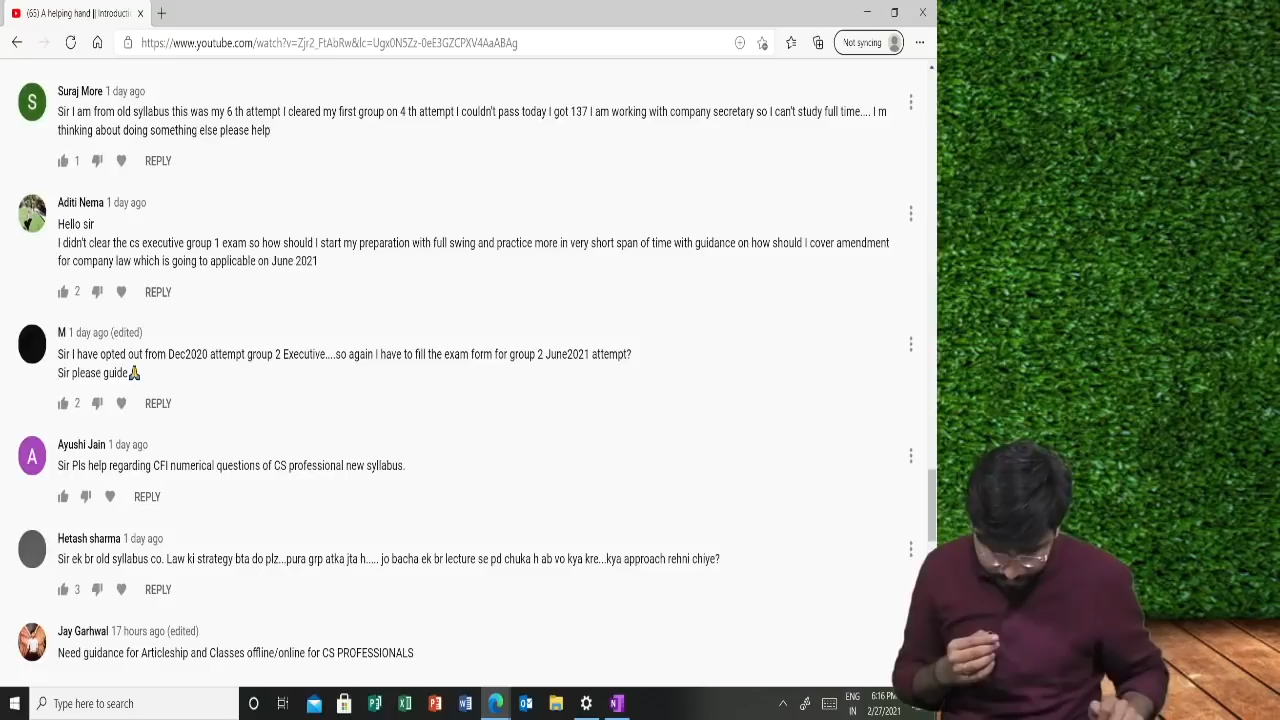 (65) A helping hand || Introducti
https://www.youtube.com/watch?v=Zjr2_FtAbRw&lc=Ugx0N5Zz-0eE3GZCPXV4AaABAg
Not syncing
S
Suraj More 1 day ago
Sir I am from old syllabus this was my 6 th attempt I cleared my first group on 4 th attempt I couldn't pass today I got 137 I am working with company secretary so I can't study full time.... I m
thinking about doing something else please help
1 REPLY
Aditi Nema 1 day ago
Hello sir
I didn't clear the cs executive group 1 exam so how should I start my preparation with full swing and practice more in very short span of time with guidance on how should I cover amendment
for company law which is going to applicable on June 2021
2 REPLY
M 1 day ago (edited)
Sir I have opted out from Dec2020 attempt group 2 Executive....so again I have to fill the exam form for group 2 June2021 attempt?
Sir please guide🙏
2 REPLY
A
Ayushi Jain 1 day ago
Sir Pls help regarding CFI numerical questions of CS professional new syllabus.
REPLY
Hetash sharma 1 day ago
Sir ek br old syllabus co. Law ki strategy bta do plz...pura grp atka jta h..... jo bacha ek br lecture se pd chuka h ab vo kya kre...kya approach rehni chiye?
3 REPLY
Jay Garhwal 17 hours ago (edited)
Need guidance for Articleship and Classes offline/online for CS PROFESSIONALS
Type here to search
ENG
IN
6:16 PM
2/27/2021